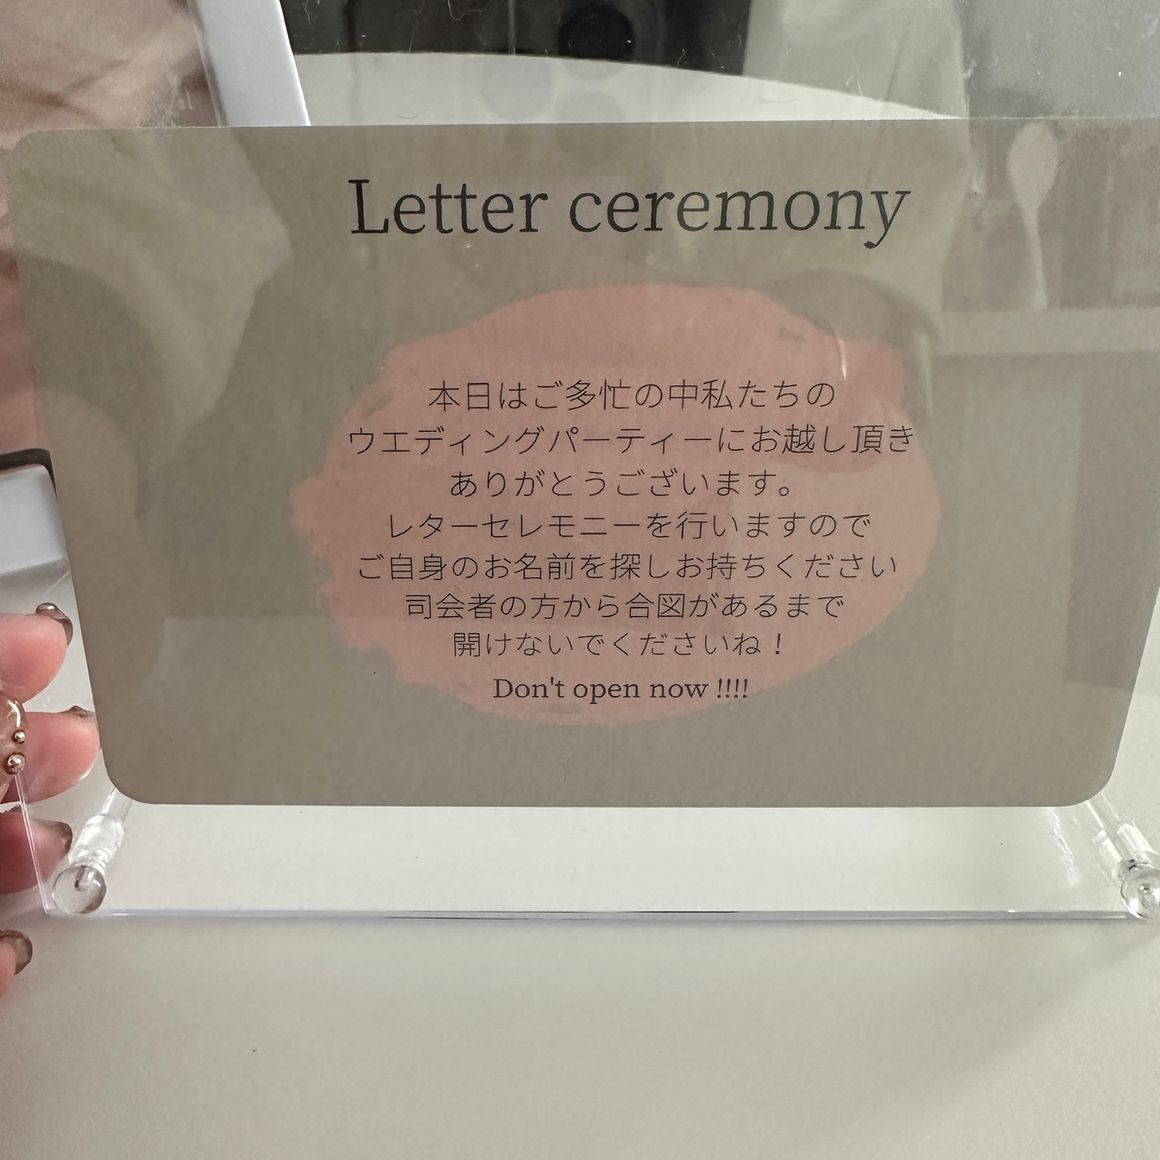 Letter ceremony
本日はご多忙の中私たちの
ウエディングパーティーにお越し頂き
ありがとうございます。
レターセレモニーを行いますので
ご自身のお名前を探しお持ちください
司会者の方から合図があるまで
開けないでくださいね！
Don't open now !!!!